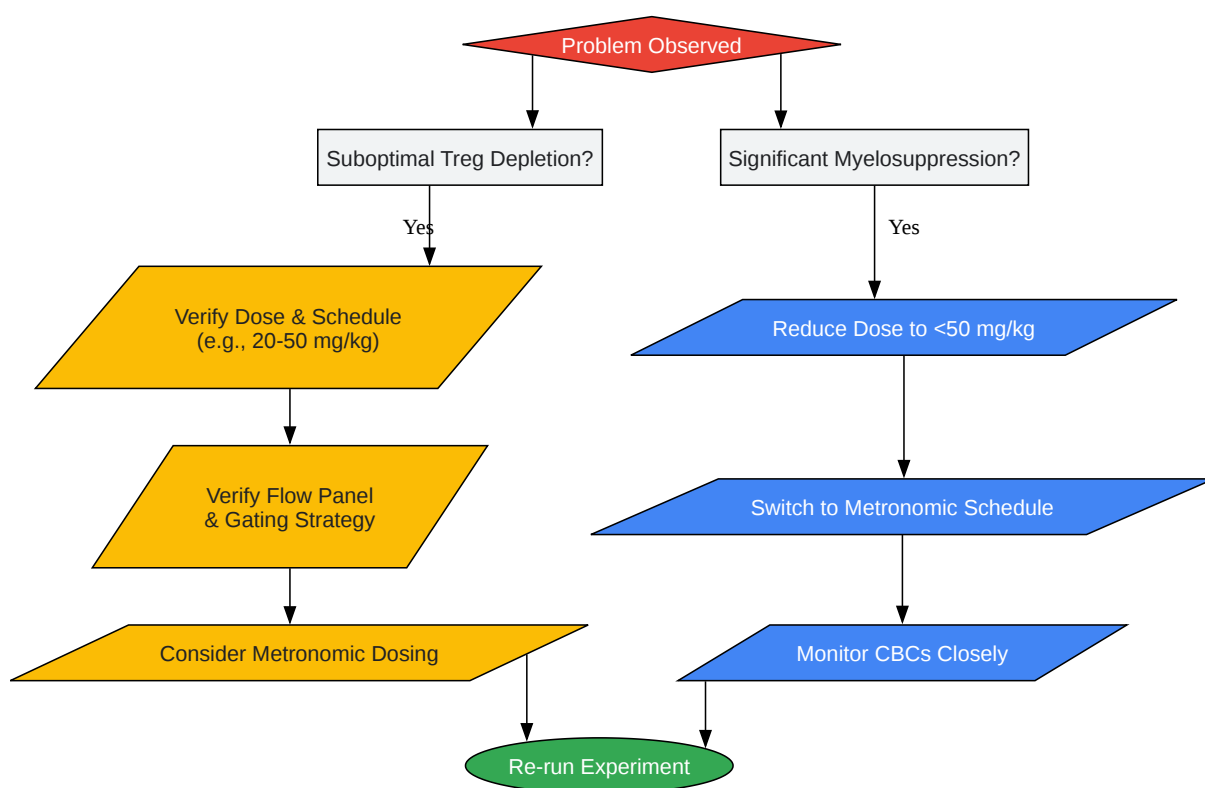 Problem Observed
Suboptimal Treg Depletion?
Significant Myelosuppression?
Yes
Yes
Verify Dose & Schedule
(e.g., 20-50 mg/kg)
Reduce Dose to <50 mg/kg
Verify Flow Panel
& Gating Strategy
Switch to Metronomic Schedule
Consider Metronomic Dosing
Monitor CBCs Closely
Re-run Experiment